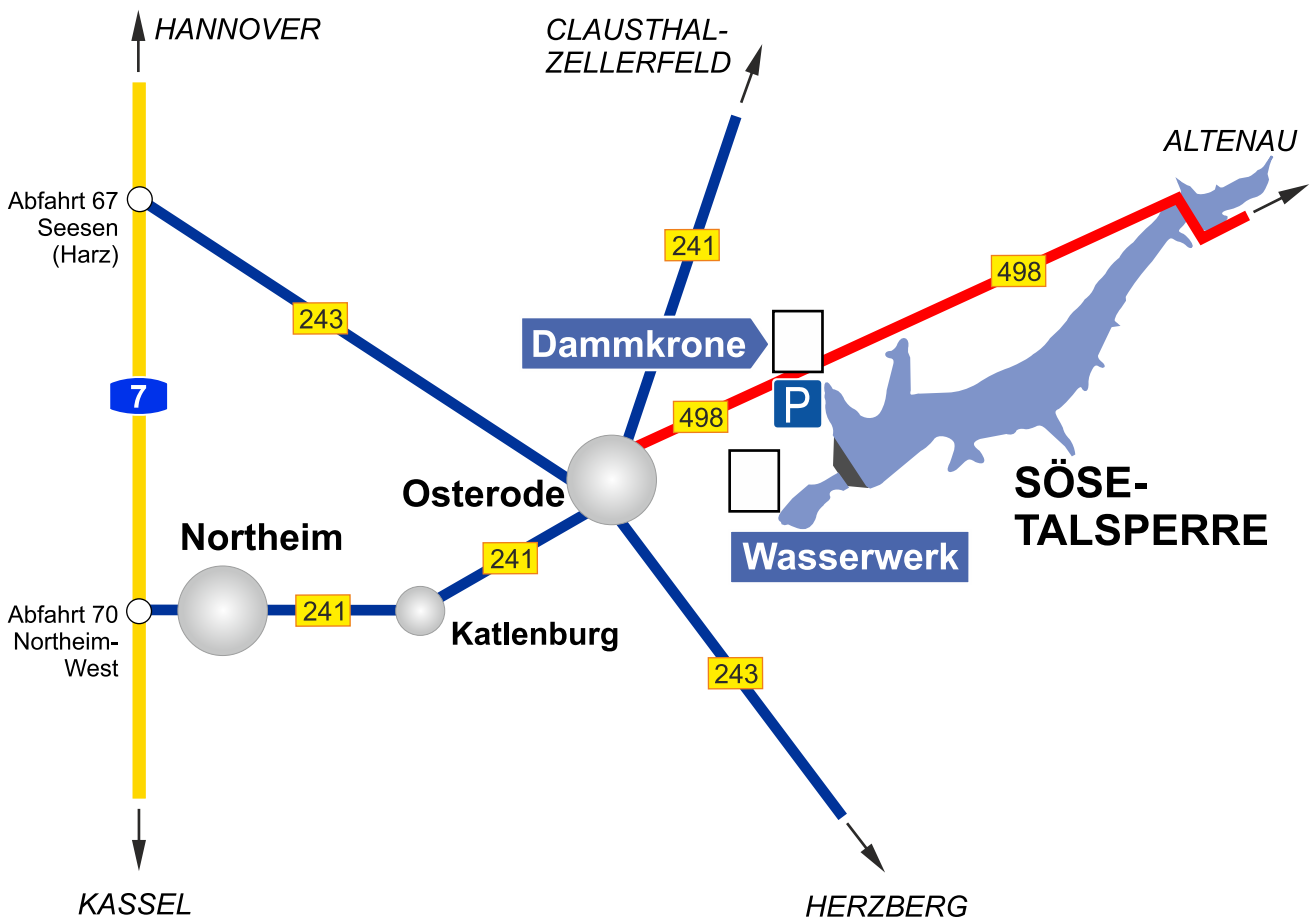 HANNOVER
CLAUSTHAL-
ZELLERFELD
ALTENAU
Abfahrt 67
Seesen
(Harz)
241
498
243
Dammkrone
7
P
498
Osterode
SÖSE-
TALSPERRE
Northeim
241
Wasserwerk
Abfahrt 70
Northeim-
West
241
Katlenburg
243
KASSEL
HERZBERG